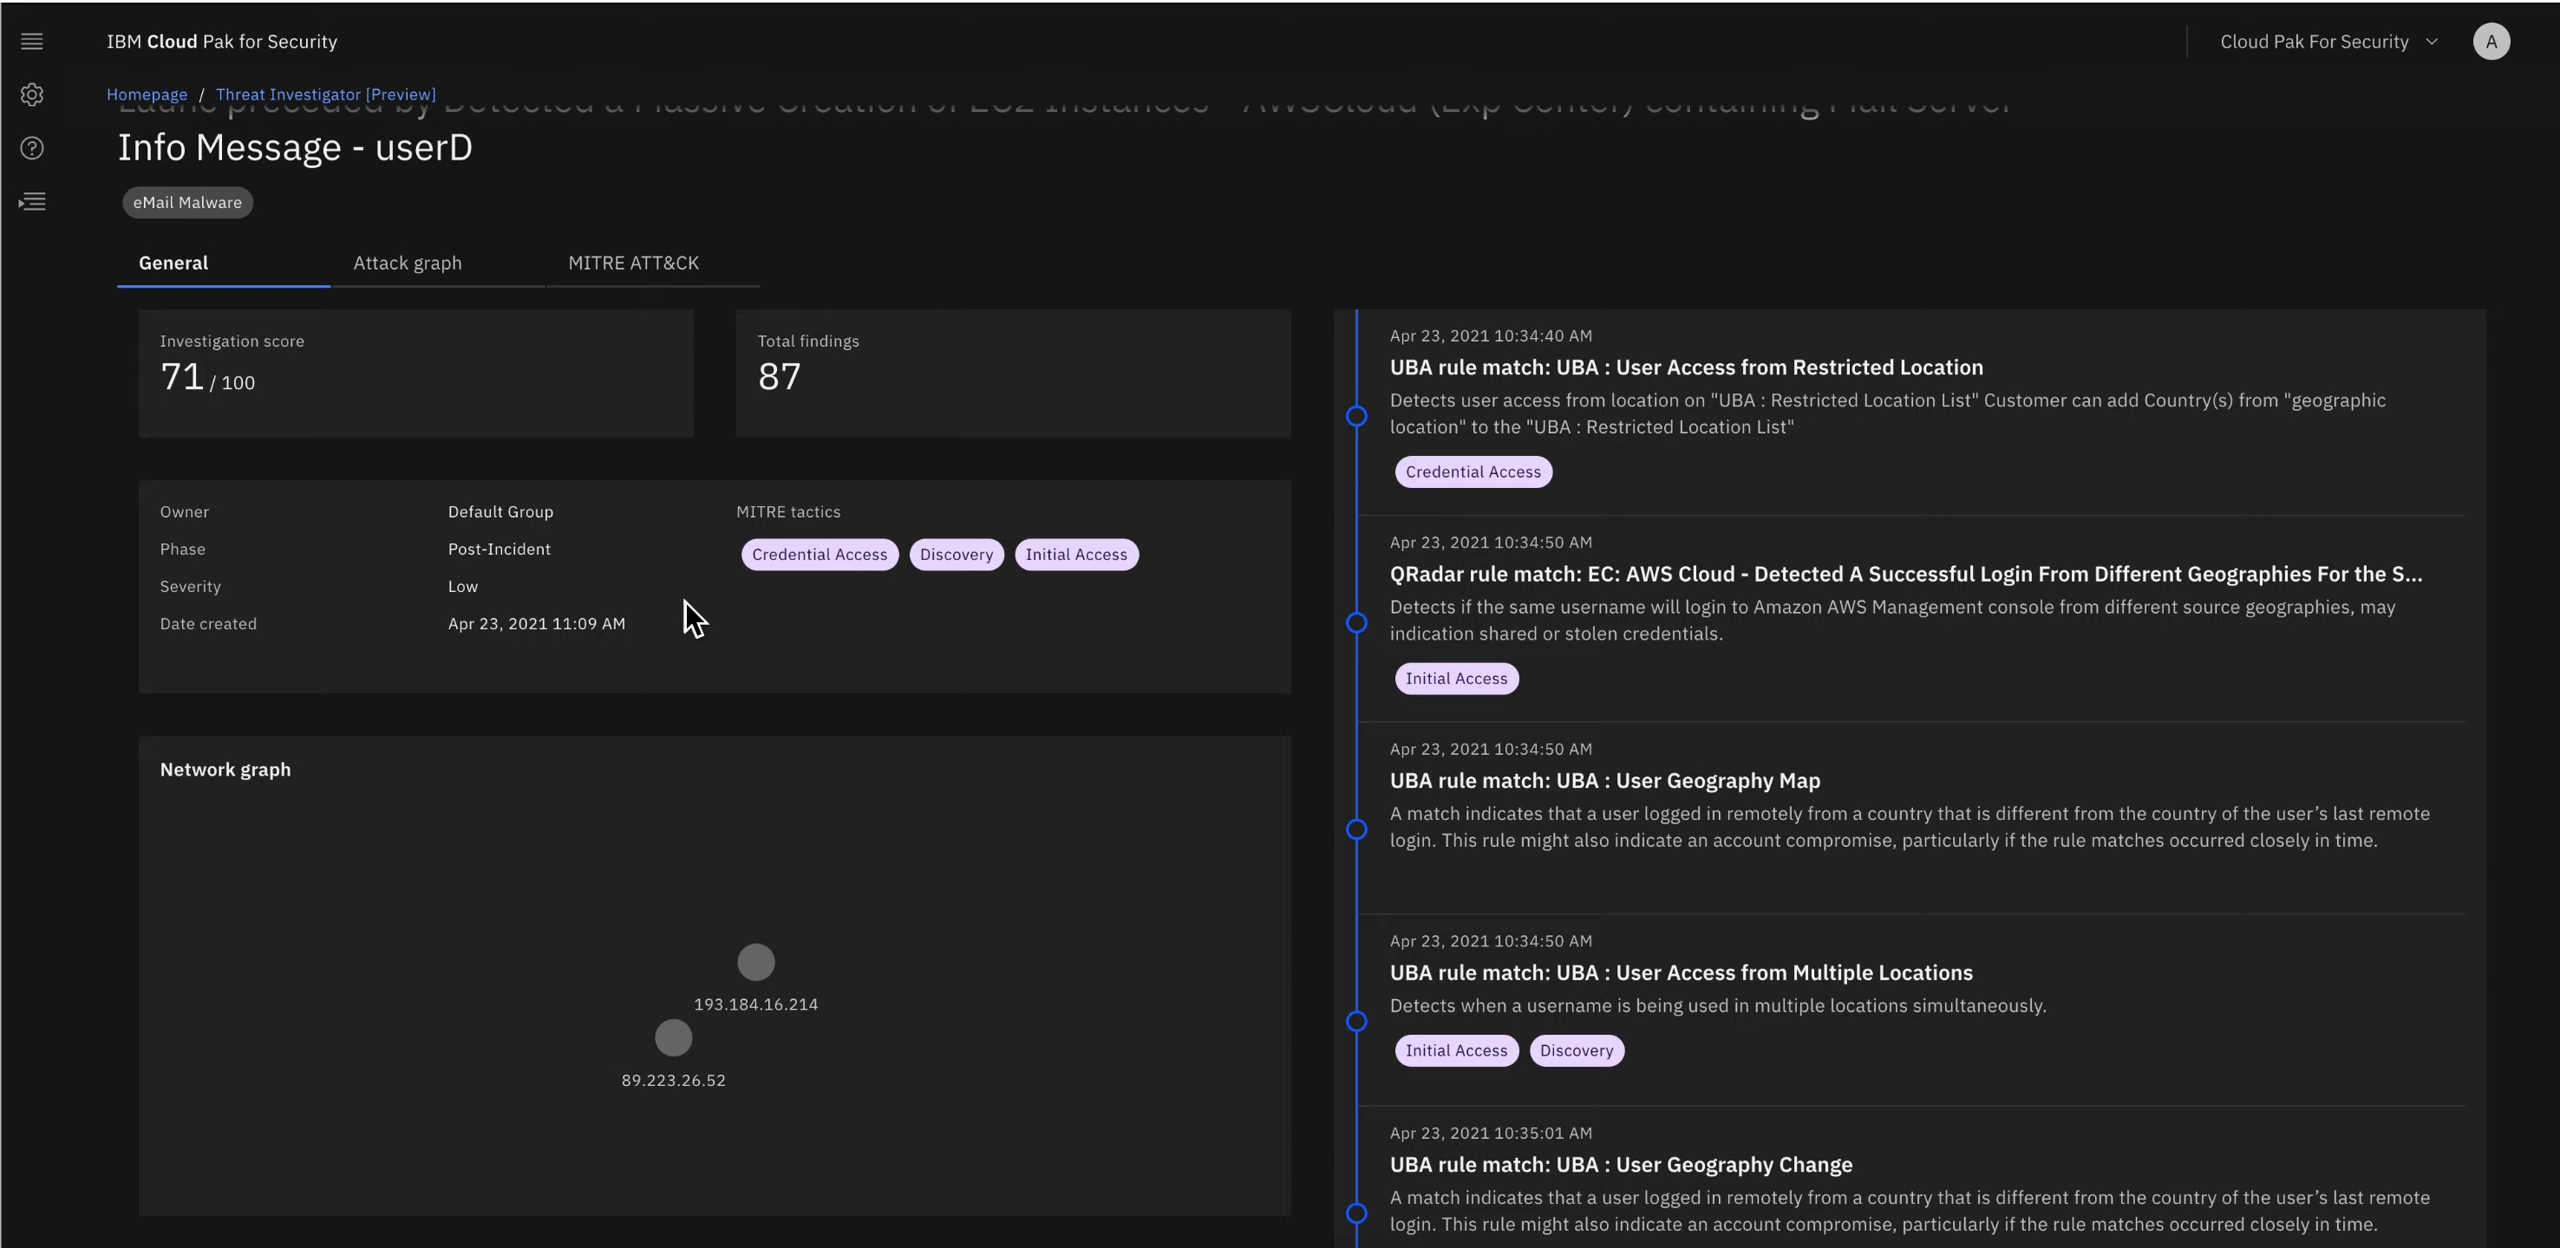 IBM Cloud Pak for Security
Cloud Pak For Security
A
Homepage / Threat Investigator [Preview]
preceded by Detected a Massive Creation of EC2 Instances - AWSCloud (Exp Center) containing Mail Server
Info Message - userD
eMail Malware
General
Attack graph
MITRE ATT&CK
Investigation score
71 / 100
Total findings
87
Owner
Default Group
Phase
Post-Incident
Severity
Low
Date created
Apr 23, 2021 11:09 AM
MITRE tactics
Credential Access
Discovery
Initial Access
Network graph
193.184.16.214
89.223.26.52
Apr 23, 2021 10:34:40 AM
UBA rule match: UBA : User Access from Restricted Location
Detects user access from location on "UBA : Restricted Location List" Customer can add Country(s) from "geographic
location" to the "UBA : Restricted Location List"
Credential Access
Apr 23, 2021 10:34:50 AM
QRadar rule match: EC: AWS Cloud - Detected A Successful Login From Different Geographies For the S...
Detects if the same username will login to Amazon AWS Management console from different source geographies, may
indication shared or stolen credentials.
Initial Access
Apr 23, 2021 10:34:50 AM
UBA rule match: UBA : User Geography Map
A match indicates that a user logged in remotely from a country that is different from the country of the user’s last remote
login. This rule might also indicate an account compromise, particularly if the rule matches occurred closely in time.
Apr 23, 2021 10:34:50 AM
UBA rule match: UBA : User Access from Multiple Locations
Detects when a username is being used in multiple locations simultaneously.
Initial Access
Discovery
Apr 23, 2021 10:35:01 AM
UBA rule match: UBA : User Geography Change
A match indicates that a user logged in remotely from a country that is different from the country of the user’s last remote
login. This rule might also indicate an account compromise, particularly if the rule matches occurred closely in time.